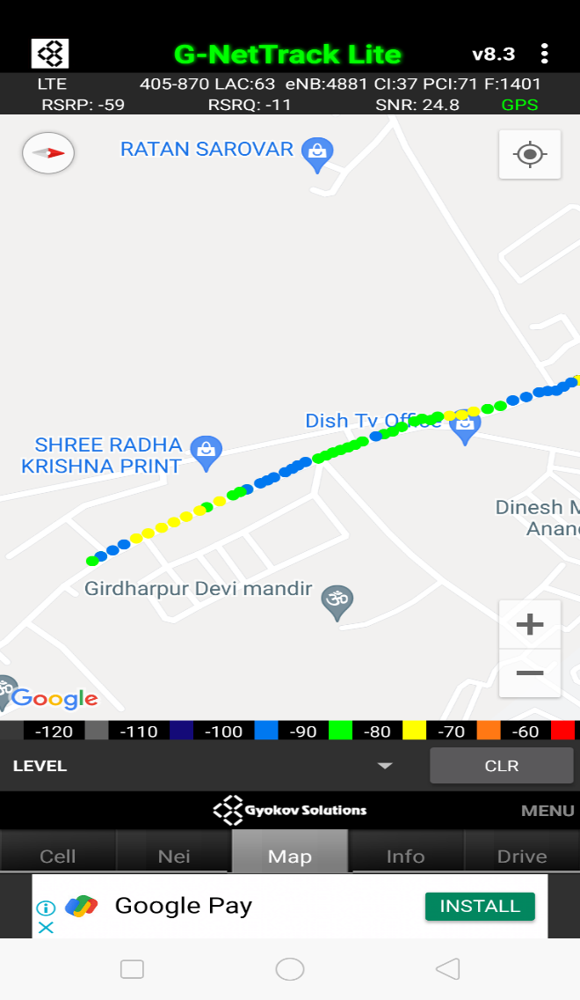 G-NetTrack Lite v8.3
LTE 405-870 LAC:63 eNB:4881 CI:37 PCI:71 F:1401
RSRP: -59 RSRQ: -11 SNR: 24.8 GPS
RATAN SAROVAR
Dish Tv Office
SHREE RADHA
KRISHNA PRINT
Dinesh M
Anand
Girdharpur Devi mandir
Google
-120 -110 -100 -90 -80 -70 -60
LEVEL CLR
Gyokov Solutions MENU
Cell Nei Map Info Drive
Google Pay INSTALL